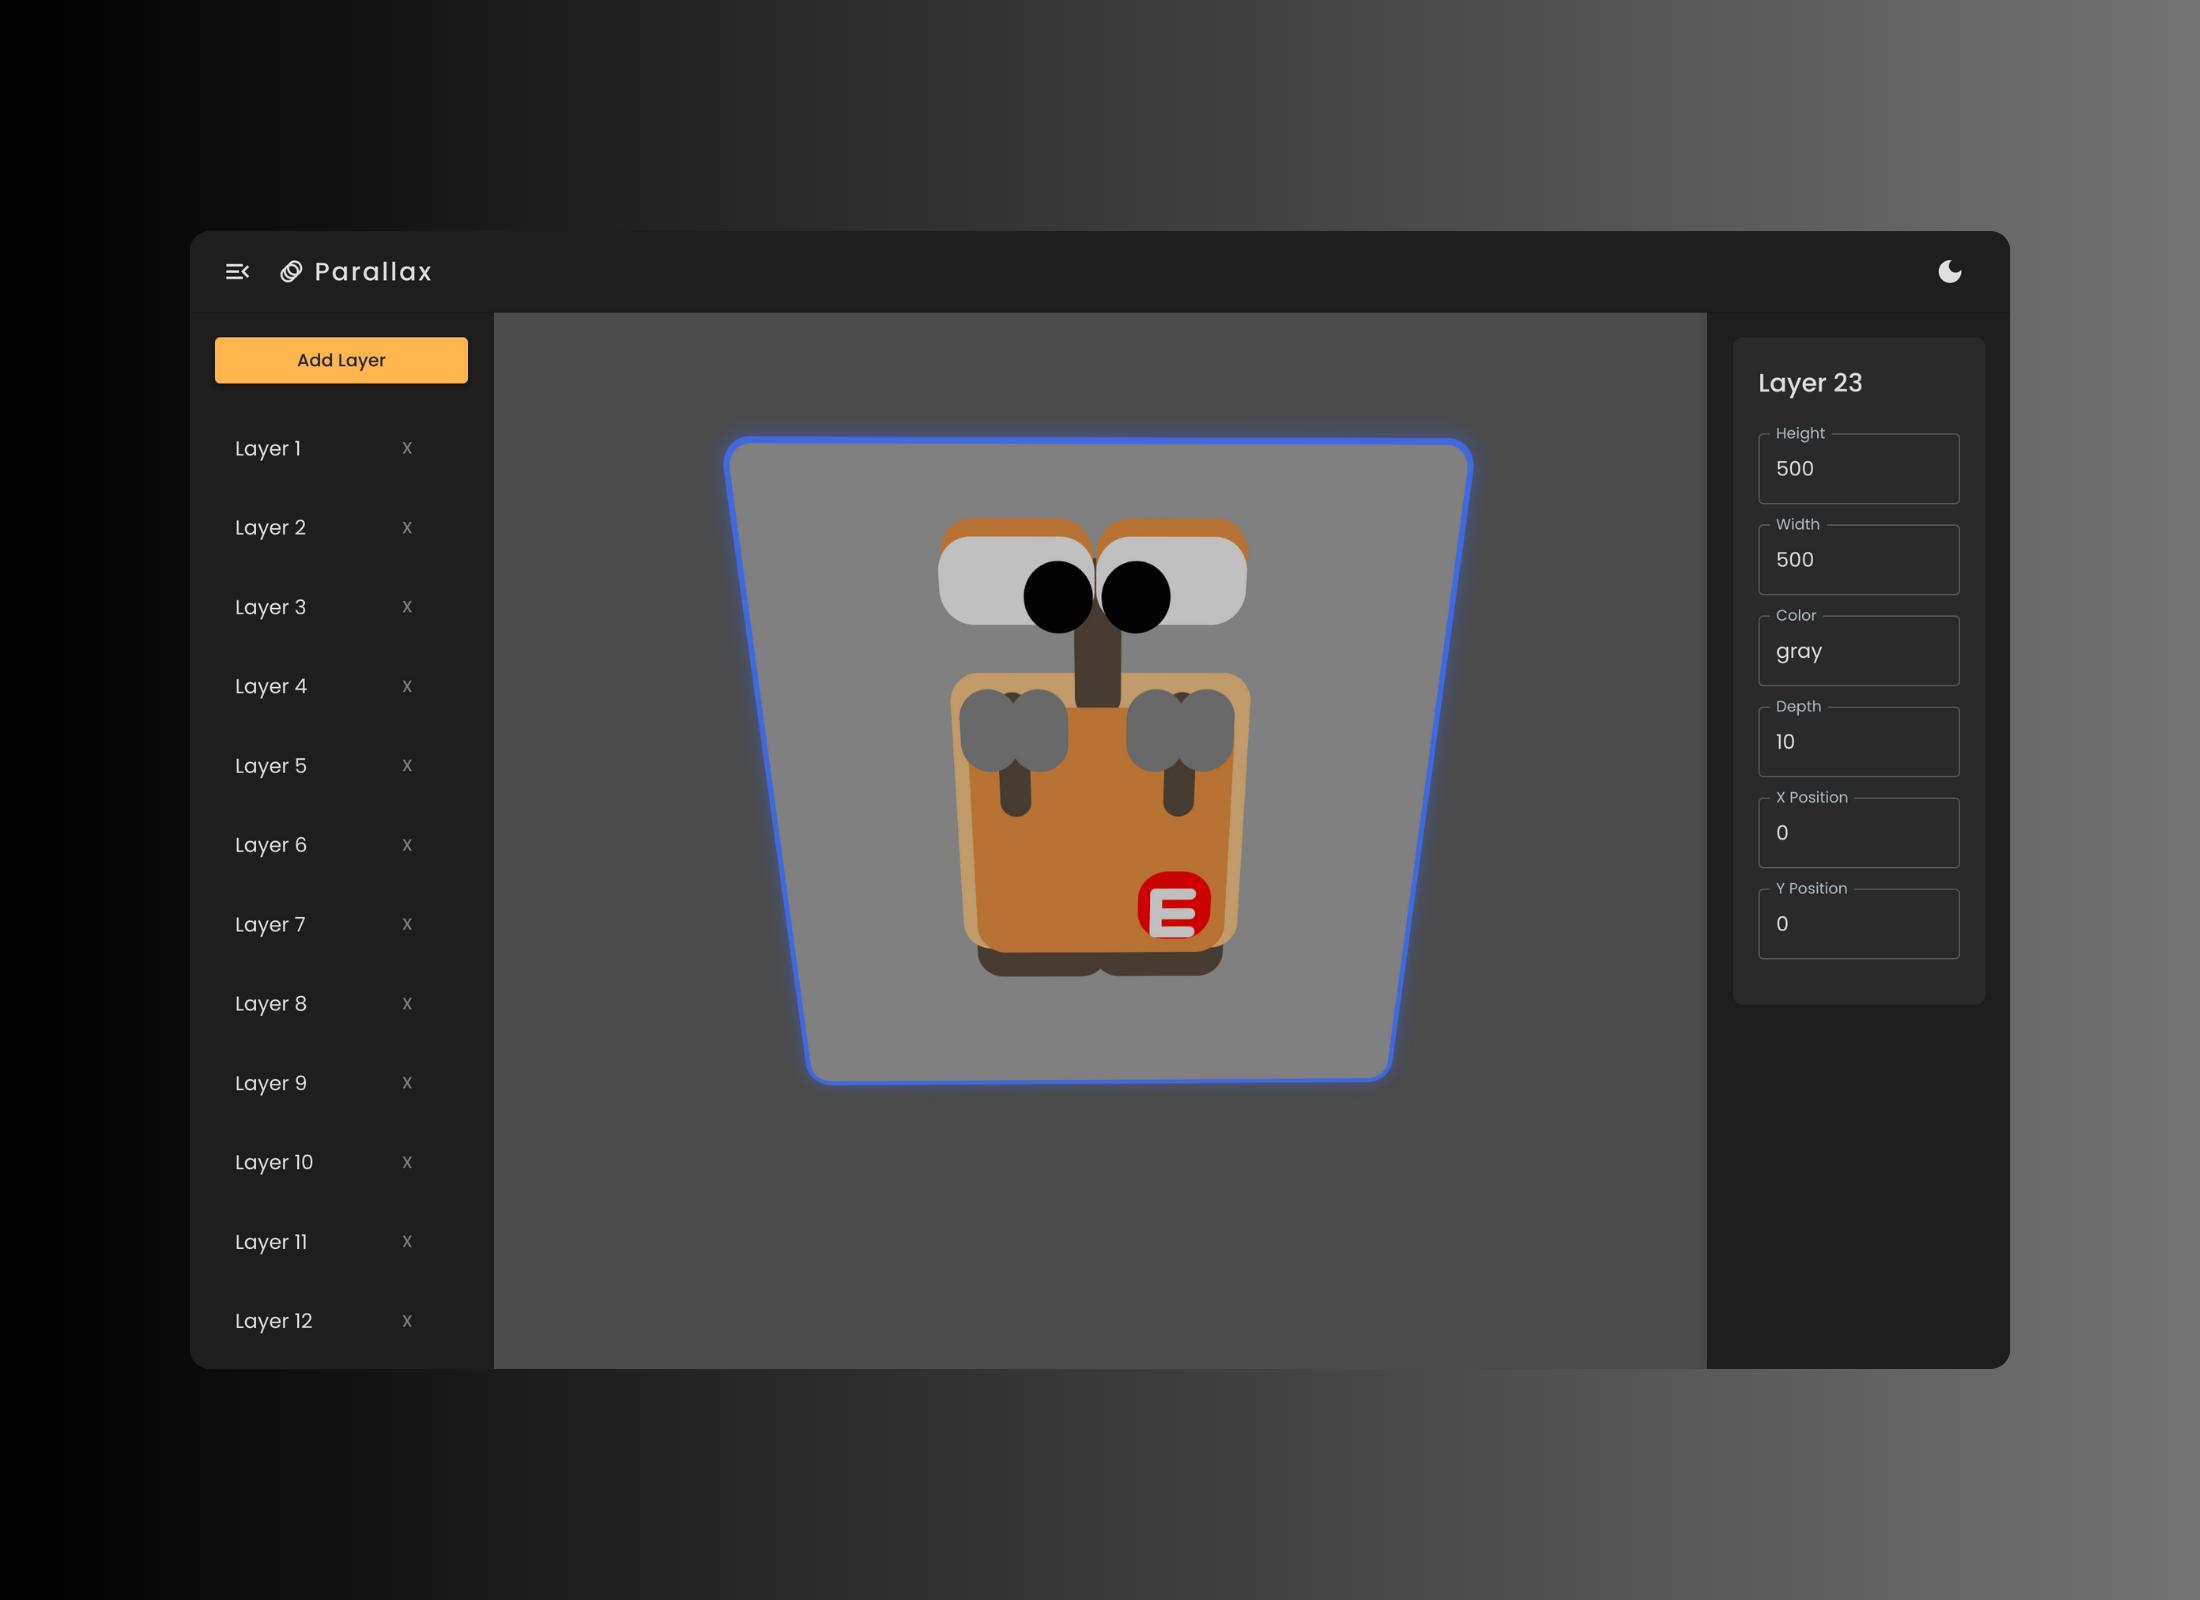 Parallax
Add Layer
Layer 1 X
Layer 2 X
Layer 3 X
Layer 4 X
Layer 5 X
Layer 6 X
Layer 7 X
Layer 8 X
Layer 9 X
Layer 10 X
Layer 11 X
Layer 12 X
E
Layer 23
Height
500
Width
500
Color
gray
Depth
10
X Position
0
Y Position
0